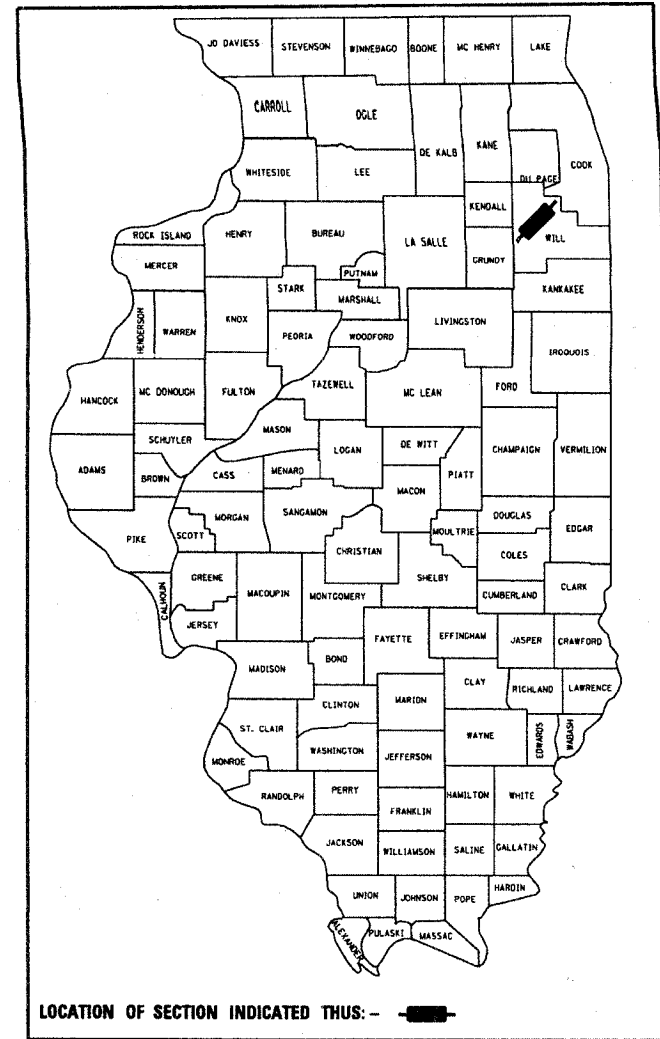 JO DAVIESS STEVENSON WINNEBAGO BOONE MC HENRY LAKE
CARROLL OGLE DE KALB KANE COOK
DU PAGE
WHITESIDE LEE
KENDALL
ROCK ISLAND HENRY BUREAU LA SALLE WILL
MERCER PUTNAM GRUNDY
STARK MARSHALL KANKAKEE
HENDERSON WARREN KNOX PEORIA WOODFORD LIVINGSTON
IROQUOIS
HANCOCK MC DONOUGH FULTON TAZEWELL MC LEAN FORD
MASON
SCHUYLER LOGAN DE WITT CHAMPAIGN VERMILION
ADAMS BROWN CASS MENARD PIATT
MACON
MORGAN SANGAMON DOUGLAS
PIKE SCOTT MOULTRIE EDGAR
CHRISTIAN COLES
GREENE MACOUPIN MONTGOMERY SHELBY
CALHOUN CUMBERLAND CLARK
JERSEY FAYETTE EFFINGHAM JASPER CRAWFORD
MADISON BOND
CLAY RICHLAND LAWRENCE
CLINTON MARION
ST. CLAIR WAYNE EDWARDS WABASH
WASHINGTON JEFFERSON
MONROE
RANDOLPH PERRY HAMILTON WHITE
FRANKLIN
JACKSON WILLIAMSON SALINE GALLATIN
UNION JOHNSON POPE HARDIN
ALEXANDER PULASKI MASSAC
LOCATION OF SECTION INDICATED THUS: –